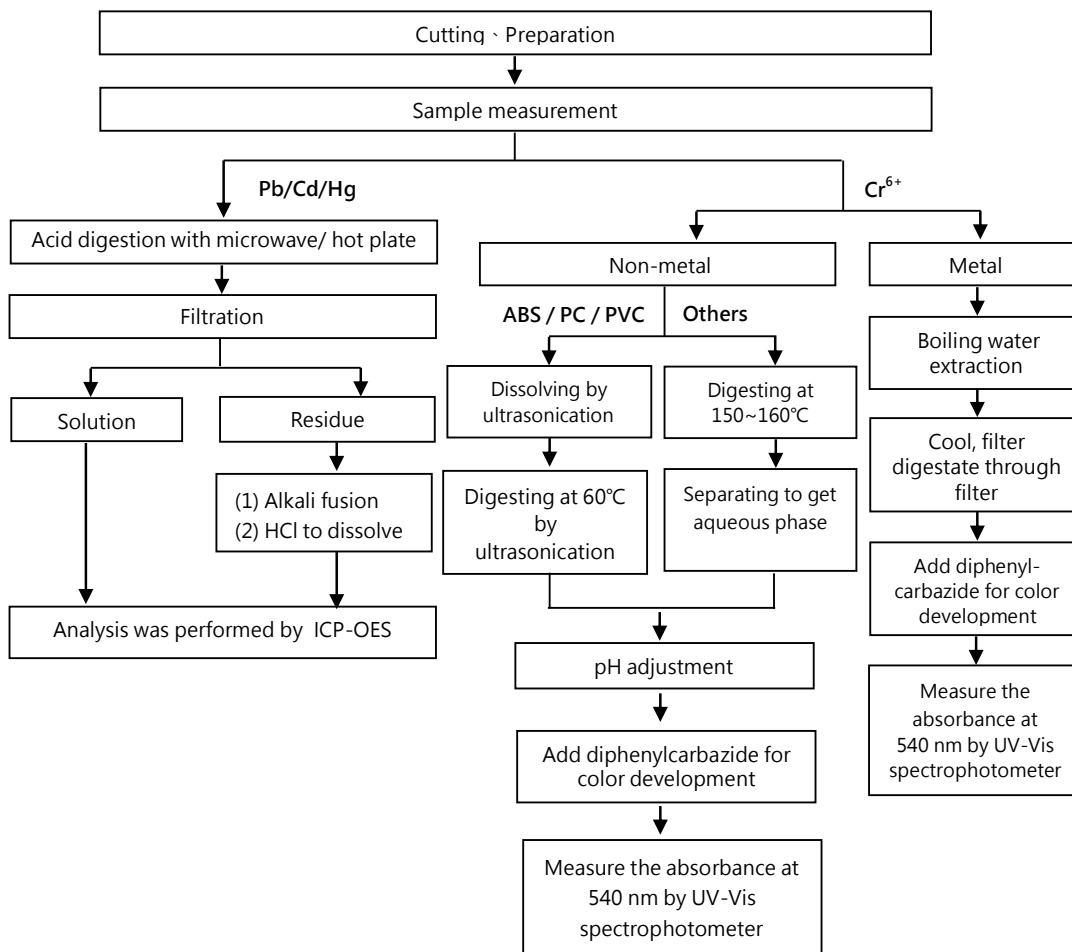 Cutting、Preparation
Sample measurement
Pb/Cd/Hg
Cr⁶⁺
Acid digestion with microwave/ hot plate
Filtration
Solution
Residue
(1) Alkali fusion
(2) HCl to dissolve
Analysis was performed by ICP-OES
Non-metal
ABS / PC / PVC
Others
Dissolving by
ultrasonication
Digesting at
150~160℃
Digesting at 60℃
by
ultrasonication
Separating to get
aqueous phase
pH adjustment
Add diphenylcarbazide for
color development
Measure the absorbance at
540 nm by UV-Vis
spectrophotometer
Metal
Boiling water
extraction
Cool, filter
digestate through
filter
Add diphenyl-
carbazide for color
development
Measure the
absorbance at
540 nm by UV-Vis
spectrophotometer